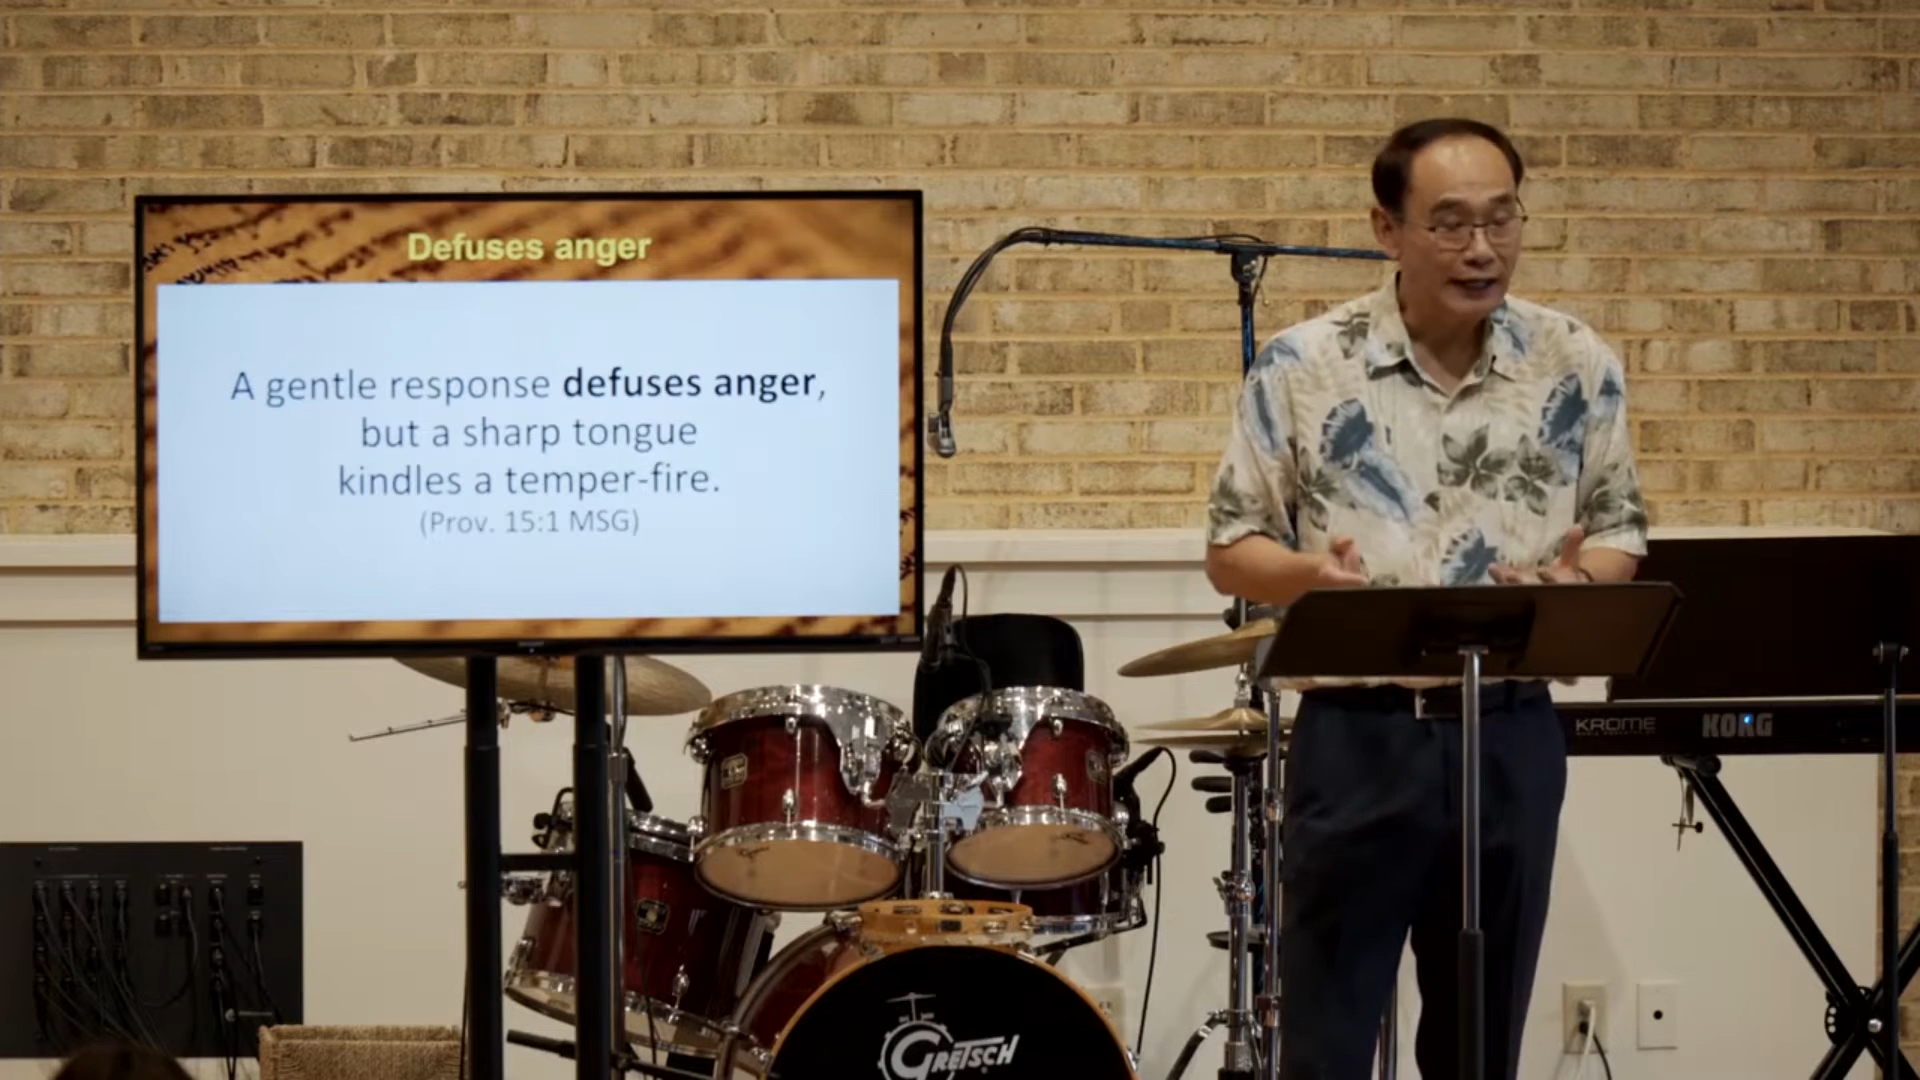 Defuses anger
A gentle response defuses anger,
but a sharp tongue
kindles a temper-fire.
(Prov. 15:1 MSG)
KROME
KORG
GRETSCH